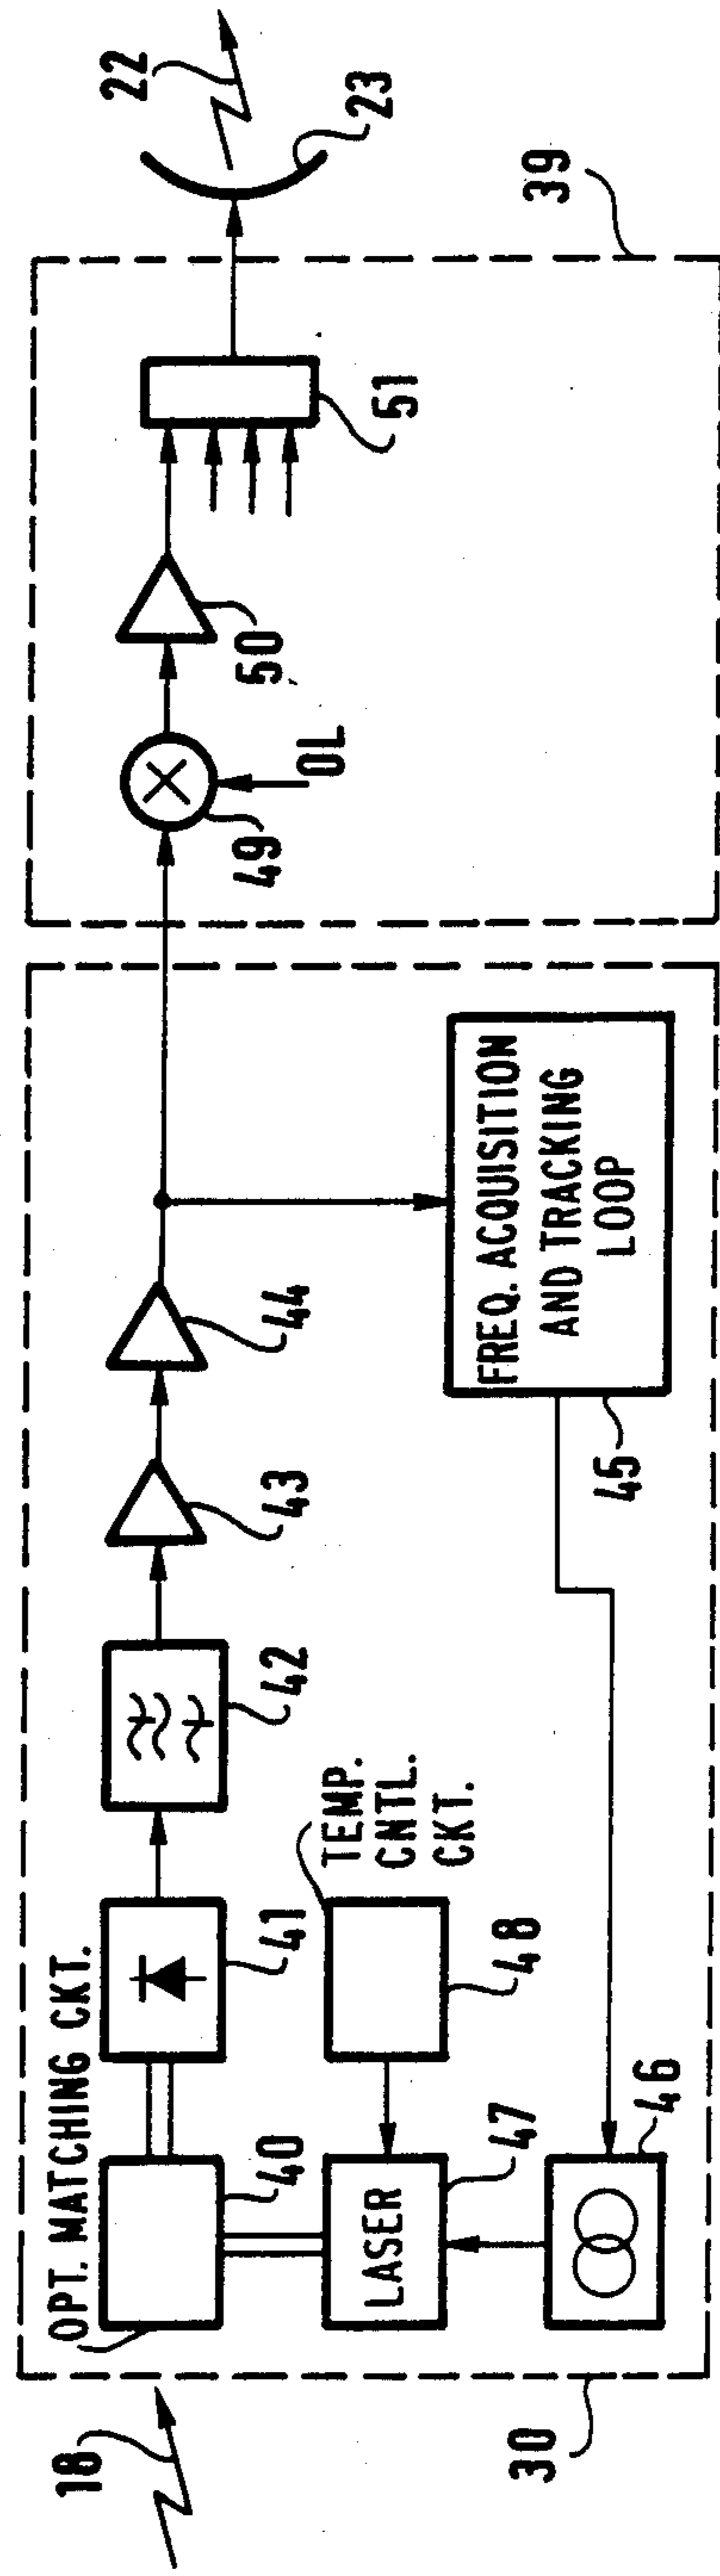 18
30
OPT. MATCHING CKT.
40
41
42
43
44
LASER
47
48
TEMP.
CNTL.
CKT.
46
45
FREQ. ACQUISITION
AND TRACKING
LOOP
49
OL
50
51
39
23
22